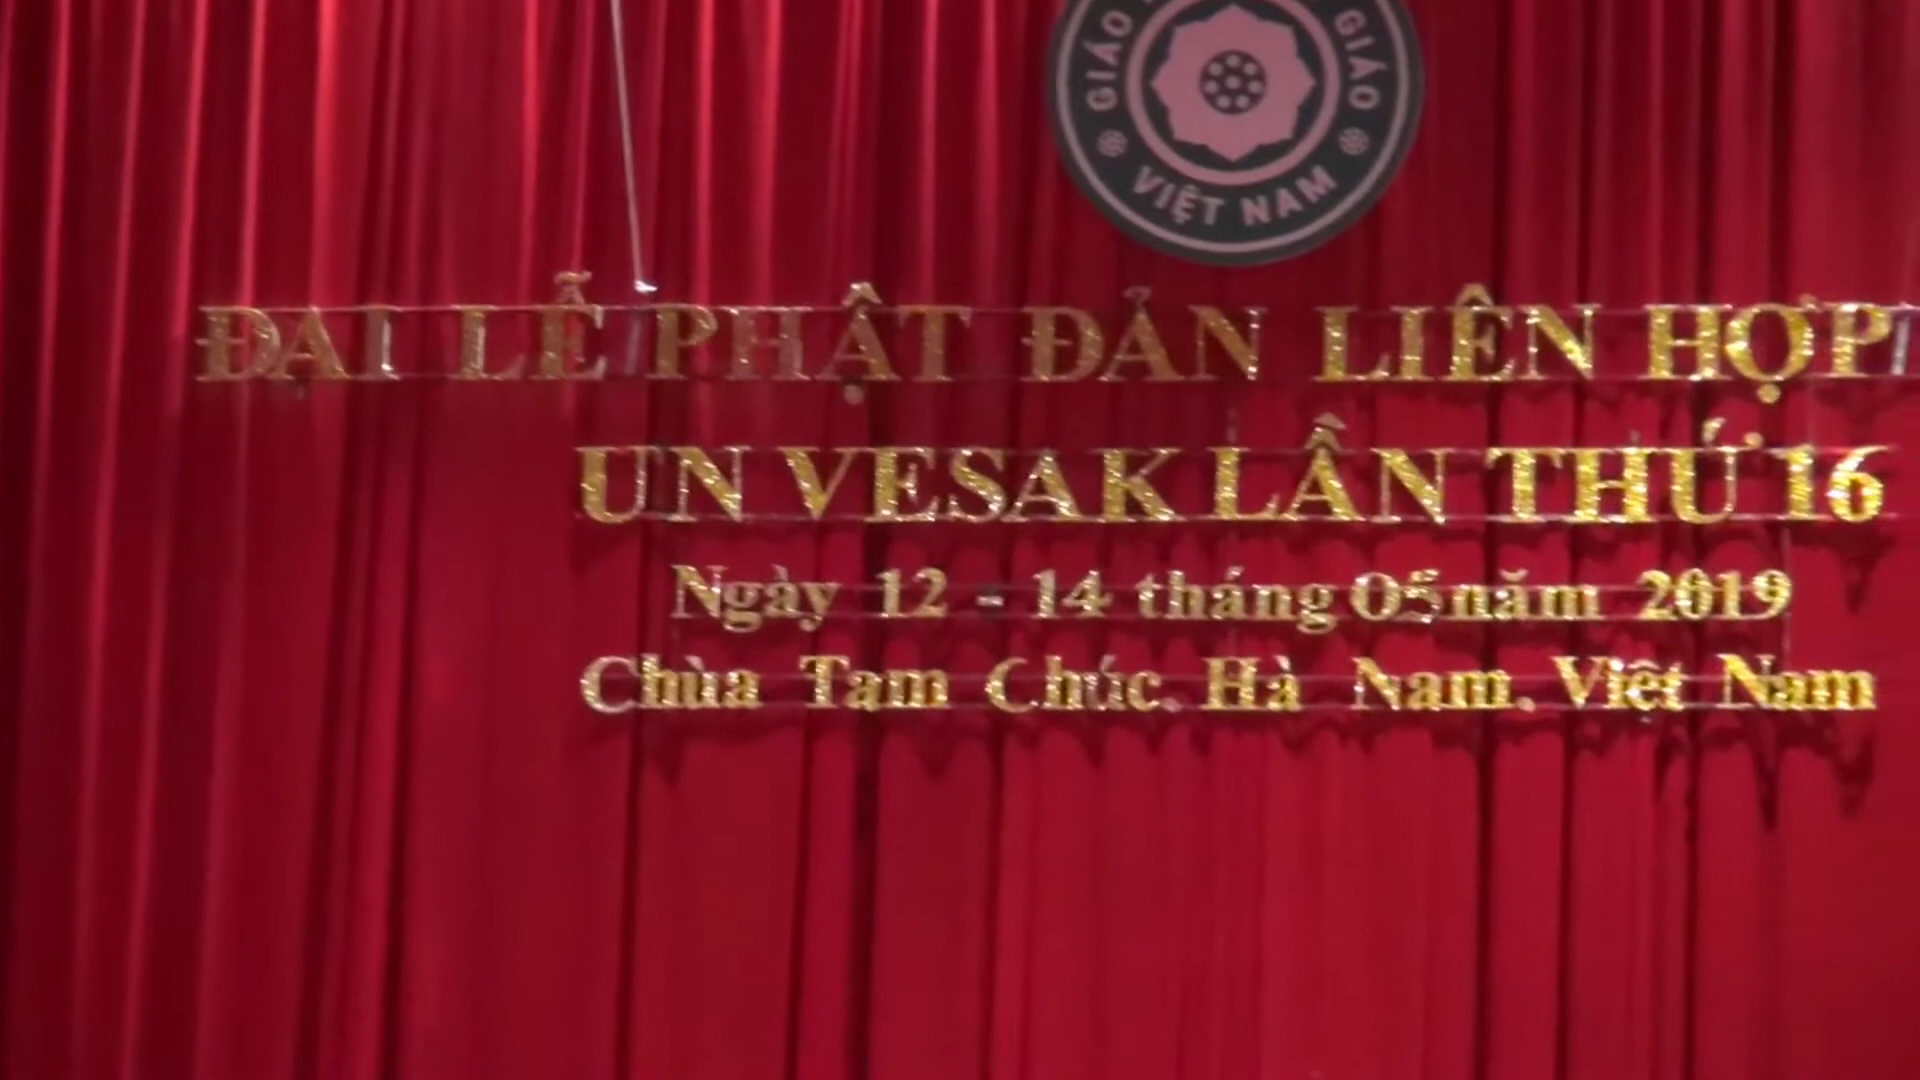 GIÁO GIÁO
VIỆT NAM
ĐẠI LỄ PHẬT ĐẢN LIÊN HỢP
UN VESAK LẦN THỨ 16
Ngày 12 - 14 tháng 05 năm 2019
Chùa Tam Chúc, Hà Nam, Việt Nam